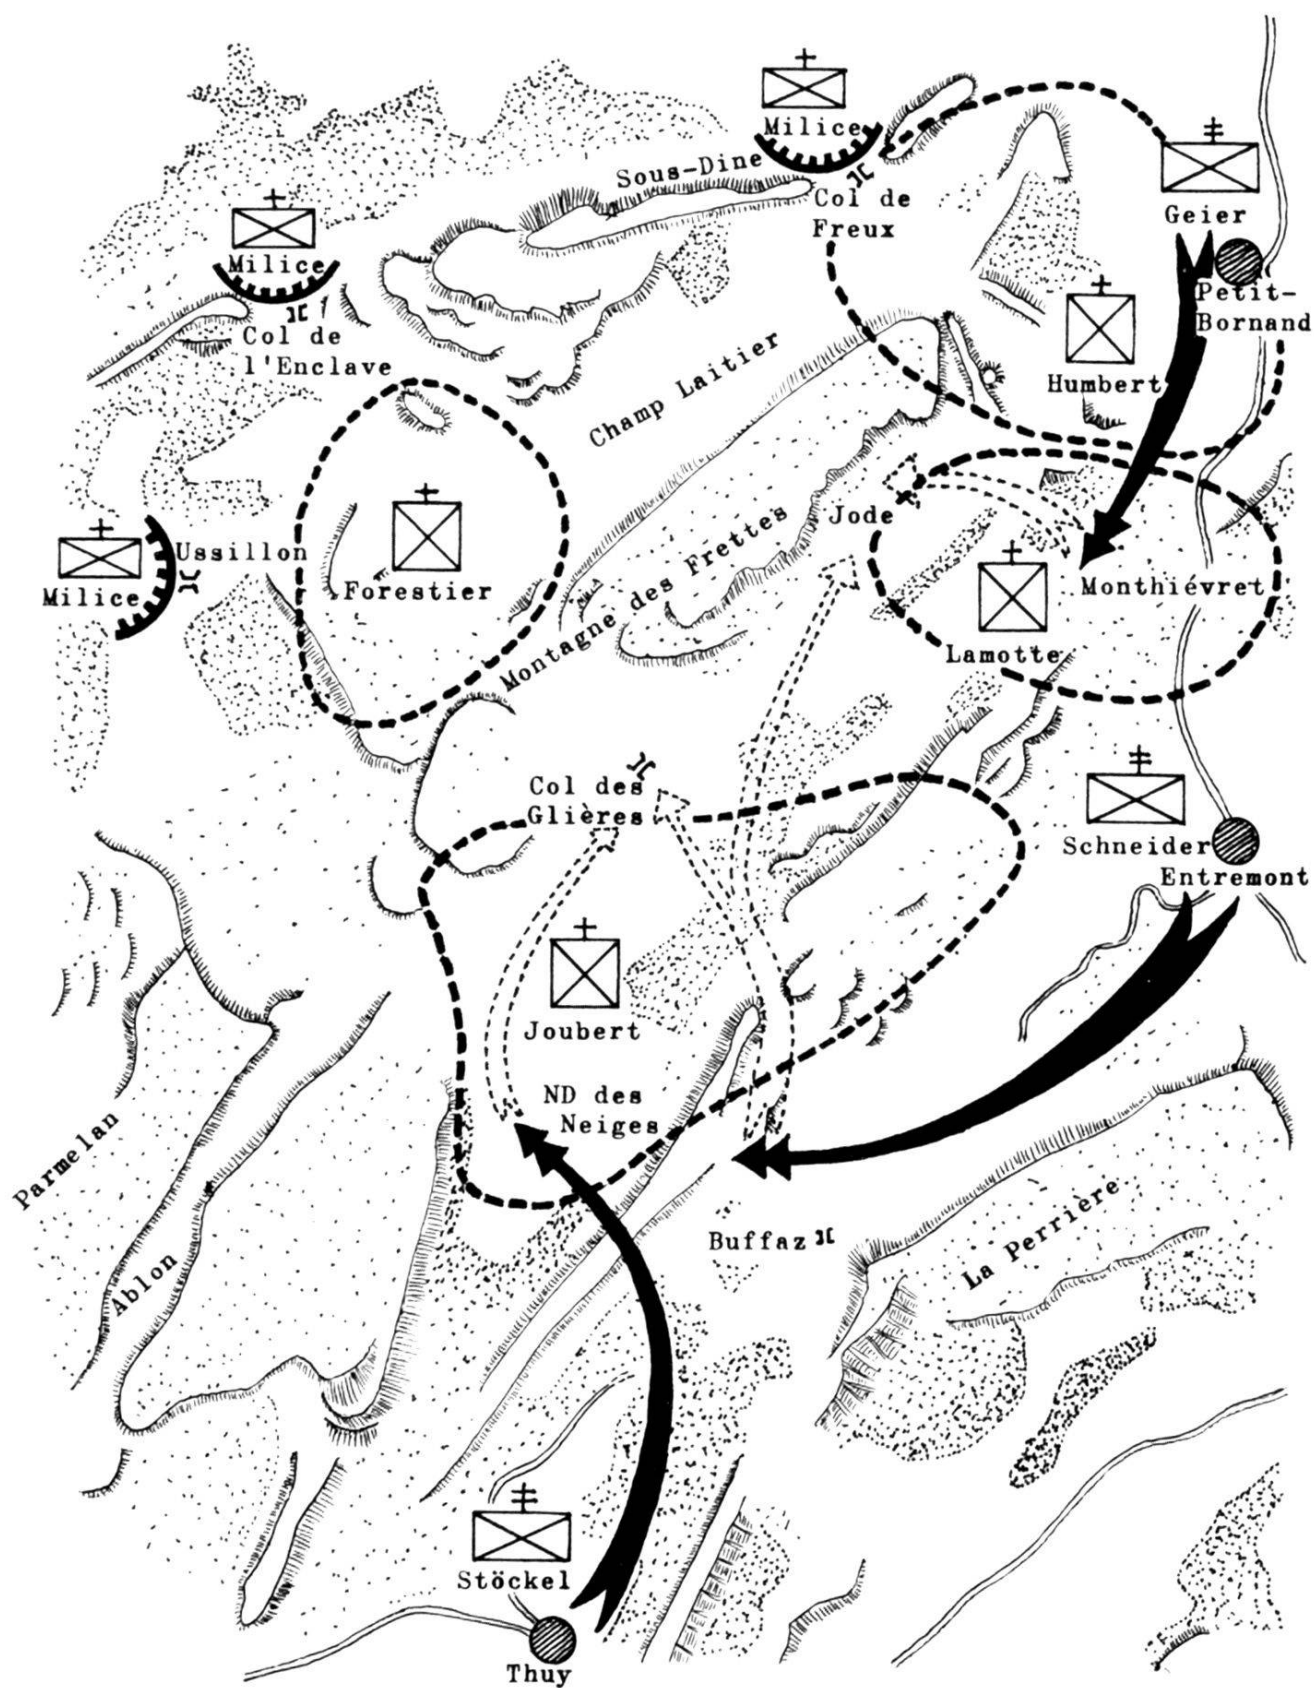 Milice
Sous-Dine
Col de
Freux
Geier
Milice
Petit-
Bornand
Col de
l'Enclave
Humbert
Champ Laitier
Jode
Ussillon
Milice
Forestier
Monthiévret
Montagne des Frettes
Lamotte
Col des
Glières
Schneider
Entremont
Joubert
ND des
Neiges
Parmelan
Buffaz
La Perrière
Ablon
Stöckel
Thuy